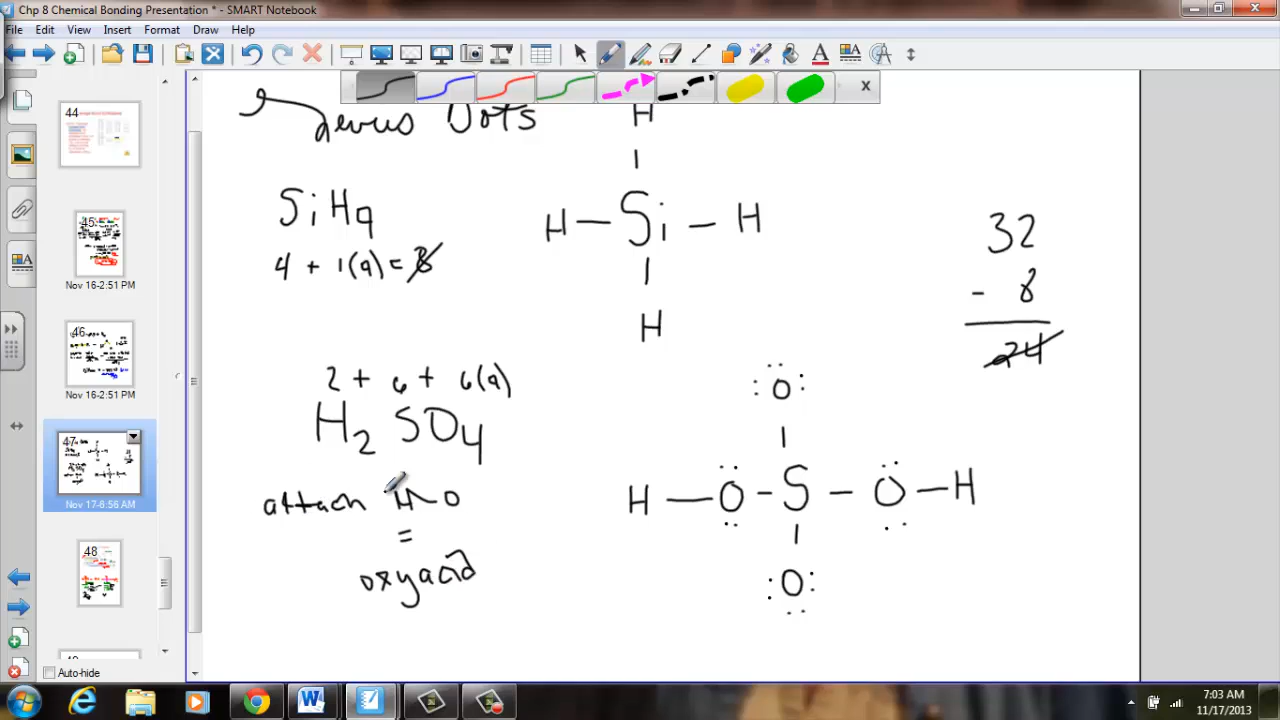 Chp 8 Chemical Bonding Presentation * - SMART Notebook
File Edit View Insert Format Draw Help
44
45
Nov 16-2:51 PM
46
Nov 16-2:51 PM
47
Nov 17-6:56 AM
48
Auto-hide
Lewis Dots
SiH4
4 + 1(4) = 8
H
H – Si – H
H
32
- 8
24
2 + 6 + 6(4)
H2SO4
attach H–O
=
oxyacid
:O:
H – O – S – O – H
:O:
7:03 AM
11/17/2013